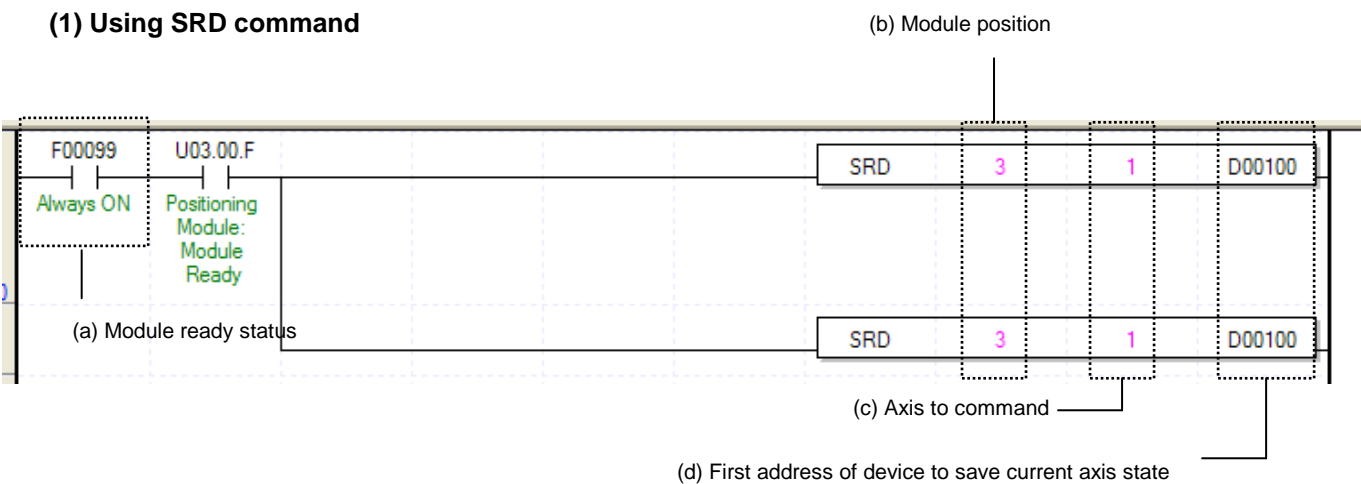 (1) Using SRD command
(b) Module position
F00099 U03.00.F
SRD 3 1 D00100
Always ON
Positioning
Module:
Module
Ready
(a) Module ready status
SRD 3 1 D00100
(c) Axis to command
(d) First address of device to save current axis state